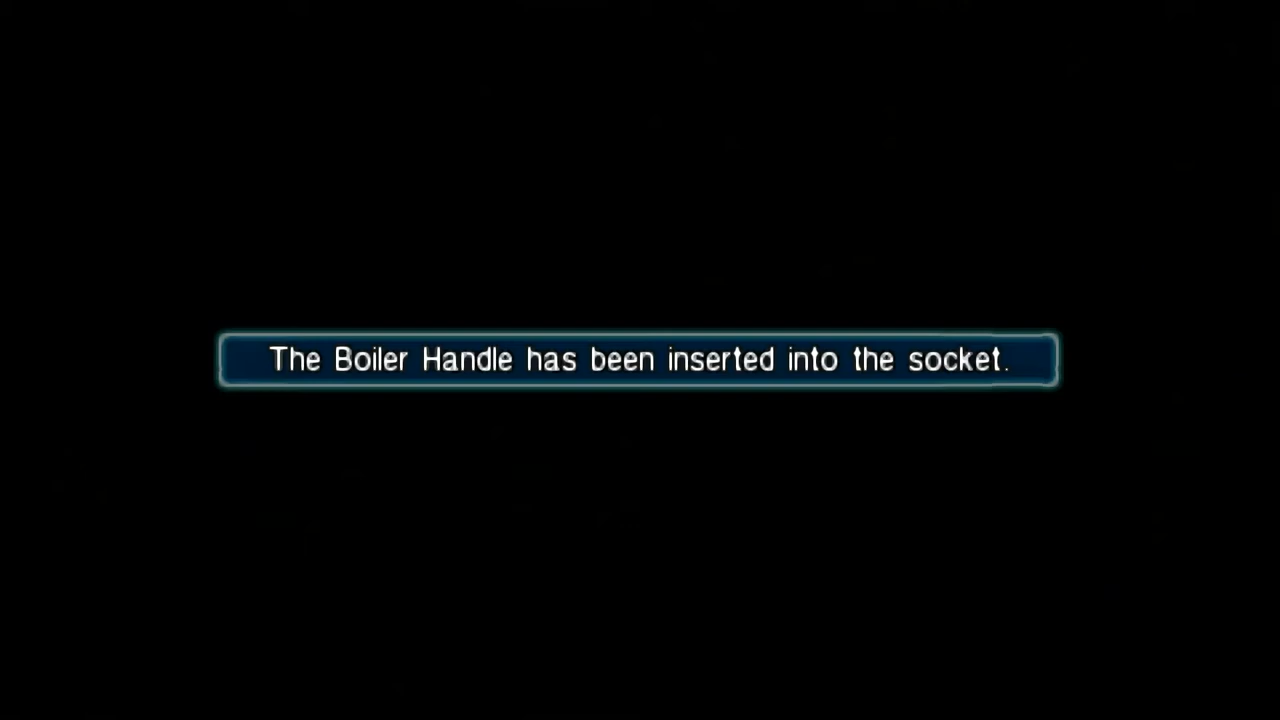 The Boiler Handle has been inserted into the socket.